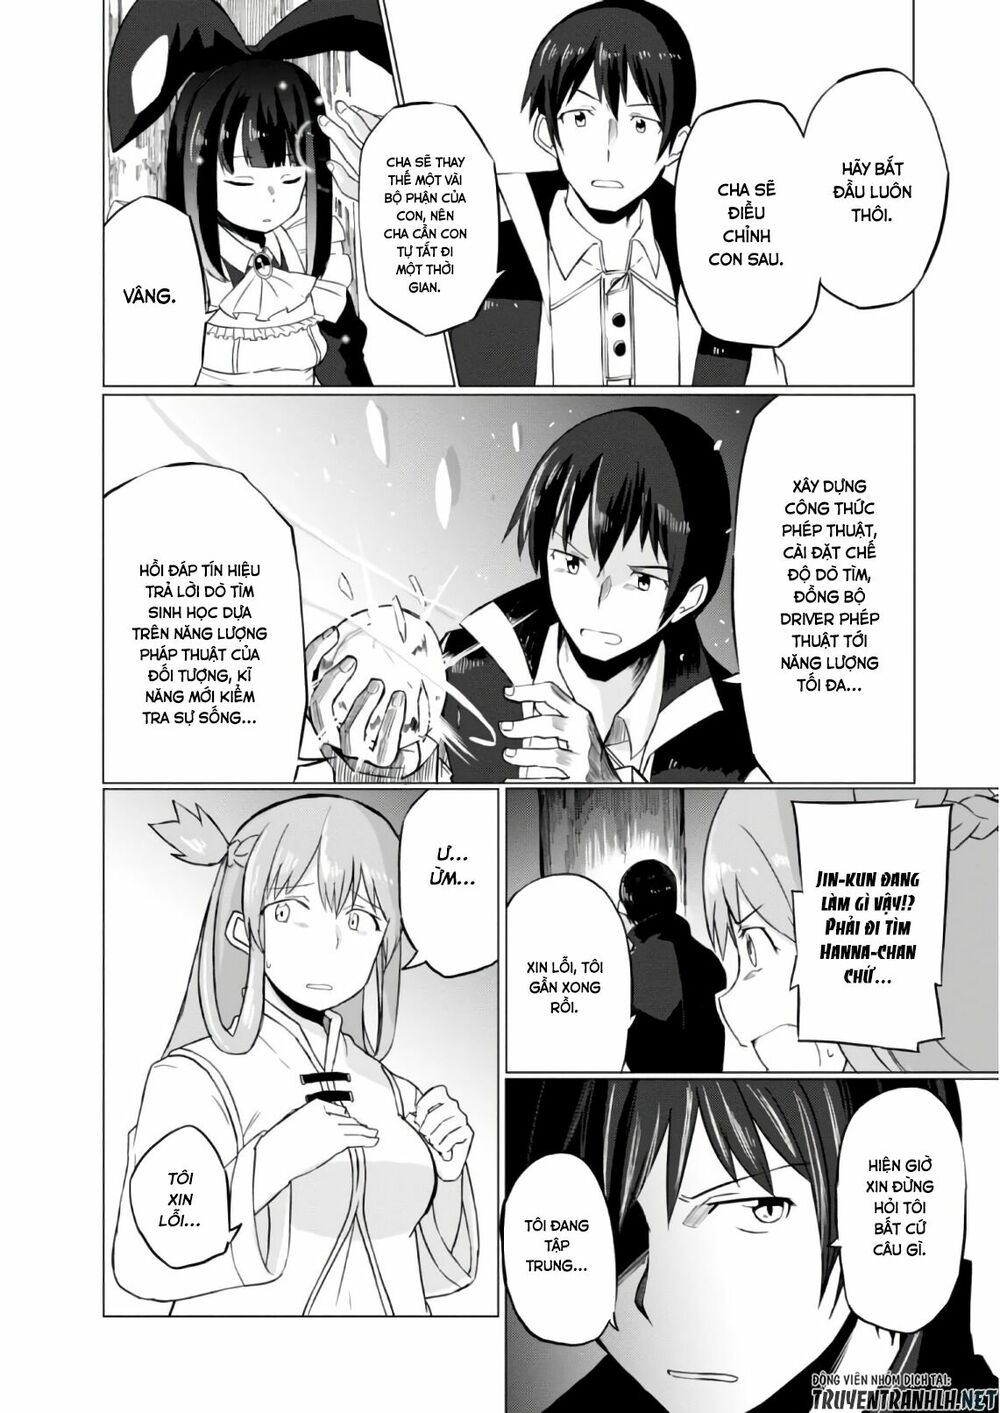 HÃY BẮT
ĐẦU LUÔN
THÔI.
CHA SẼ
ĐIỀU
CHỈNH
CON SAU.
CHA SẼ THAY
THẾ MỘT VÀI
BỘ PHẬN CỦA
CON, NÊN
CHA CẦN CON
TỰ TẮT ĐI
MỘT THỜI
GIAN.
VÂNG.
XÂY DỰNG
CÔNG THỨC
PHÉP THUẬT,
CÀI ĐẶT CHẾ
ĐỘ DÒ TÌM,
ĐỒNG BỘ
DRIVER PHÉP
THUẬT TỚI
NĂNG LƯỢNG
TỐI ĐA...
HỒI ĐÁP TÍN HIỆU
TRẢ LỜI DÒ TÌM
SINH HỌC DỰA
TRÊN NĂNG LƯỢNG
PHÁP THUẬT CỦA
ĐỐI TƯỢNG, KĨ
NĂNG MỚI KIỂM
TRA SỰ SỐNG...
JIN-KUN ĐANG
LÀM GÌ VẬY!?
PHẢI ĐI TÌM
HANNA-CHAN
CHỨ...
XIN LỖI, TÔI
GẦN XONG
RỒI.
Ư...
ỪM...
TÔI
XIN
LỖI...
HIỆN GIỜ
XIN ĐỪNG
HỎI TÔI
BẤT CỨ
CÂU GÌ.
TÔI ĐANG
TẬP
TRUNG...
ĐỘNG VIÊN NHÓM DỊCH TẠI:
TRUYENTRANHLH.NET